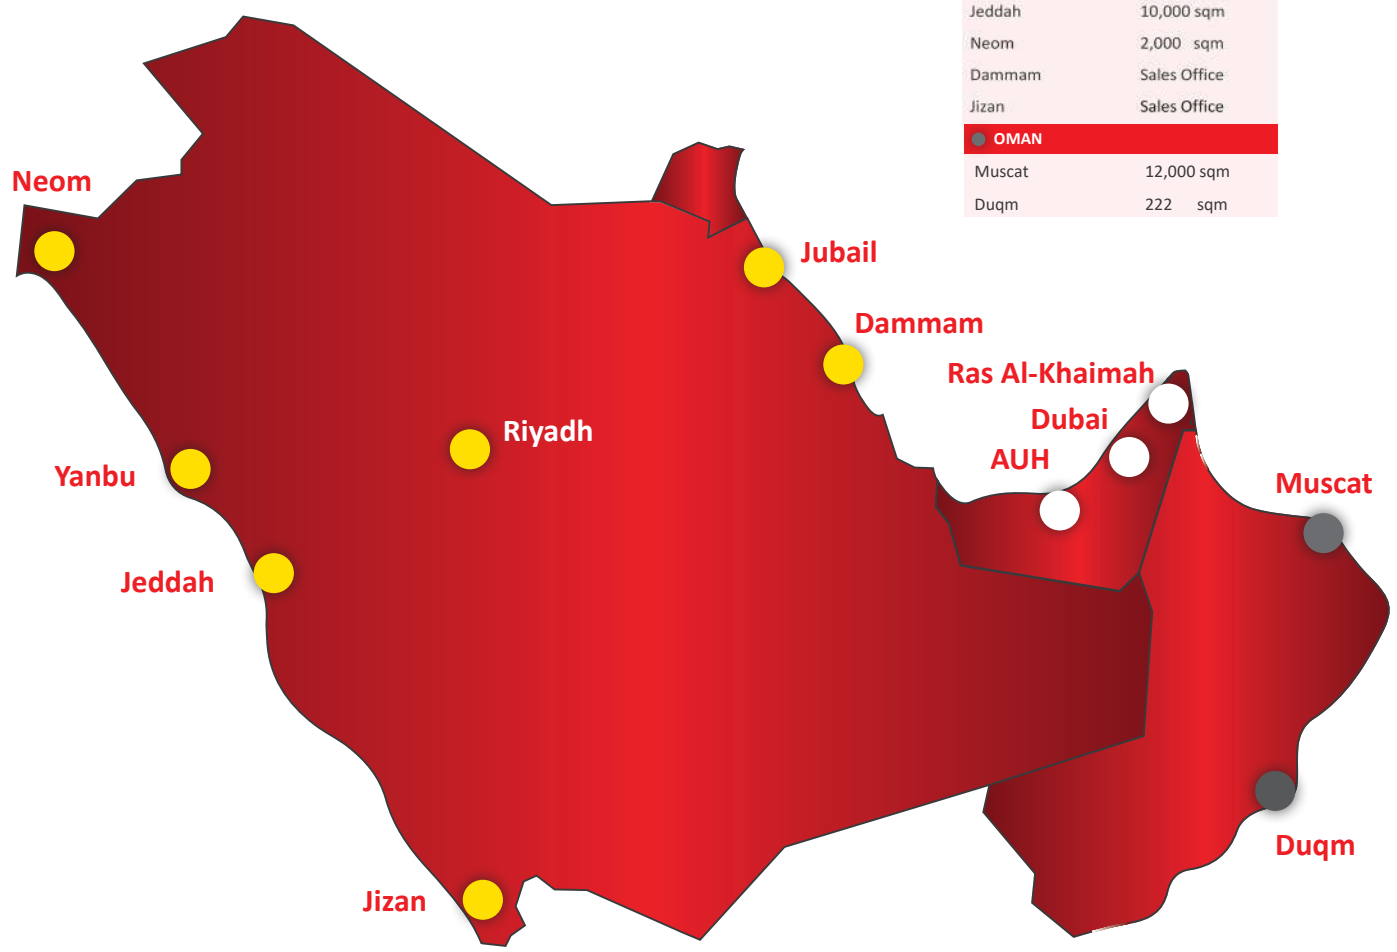 Jeddah 10,000 sqm
Neom 2,000 sqm
Dammam Sales Office
Jizan Sales Office
OMAN
Muscat 12,000 sqm
Duqm 222 sqm
Neom
Jubail
Dammam
Ras Al-Khaimah
Dubai
Riyadh
AUH
Yanbu
Muscat
Jeddah
Duqm
Jizan